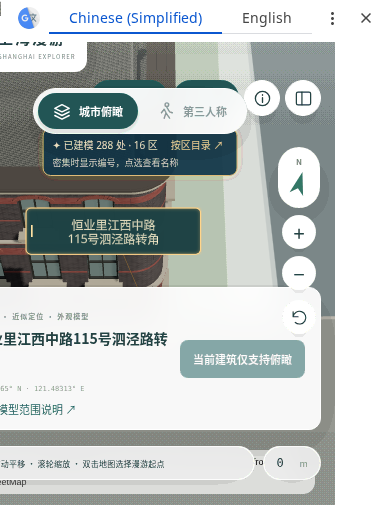 Chinese (Simplified) English
上海漫游
SHANGHAI EXPLORER
城市俯瞰 第三人称
✦ 已建模 288 处 · 16 区 按区目录 ↗
密集时显示编号，点选查看名称
N
恒业里江西中路
115号泗泾路转角
+
−
· 近似定位 · 外观模型
业里江西中路115号泗泾路转
当前建筑仅支持俯瞰
65° N · 121.48313° E
模型范围说明 ↗
动平移 · 滚轮缩放 · 双击地图选择漫游起点
0 m
eetMap